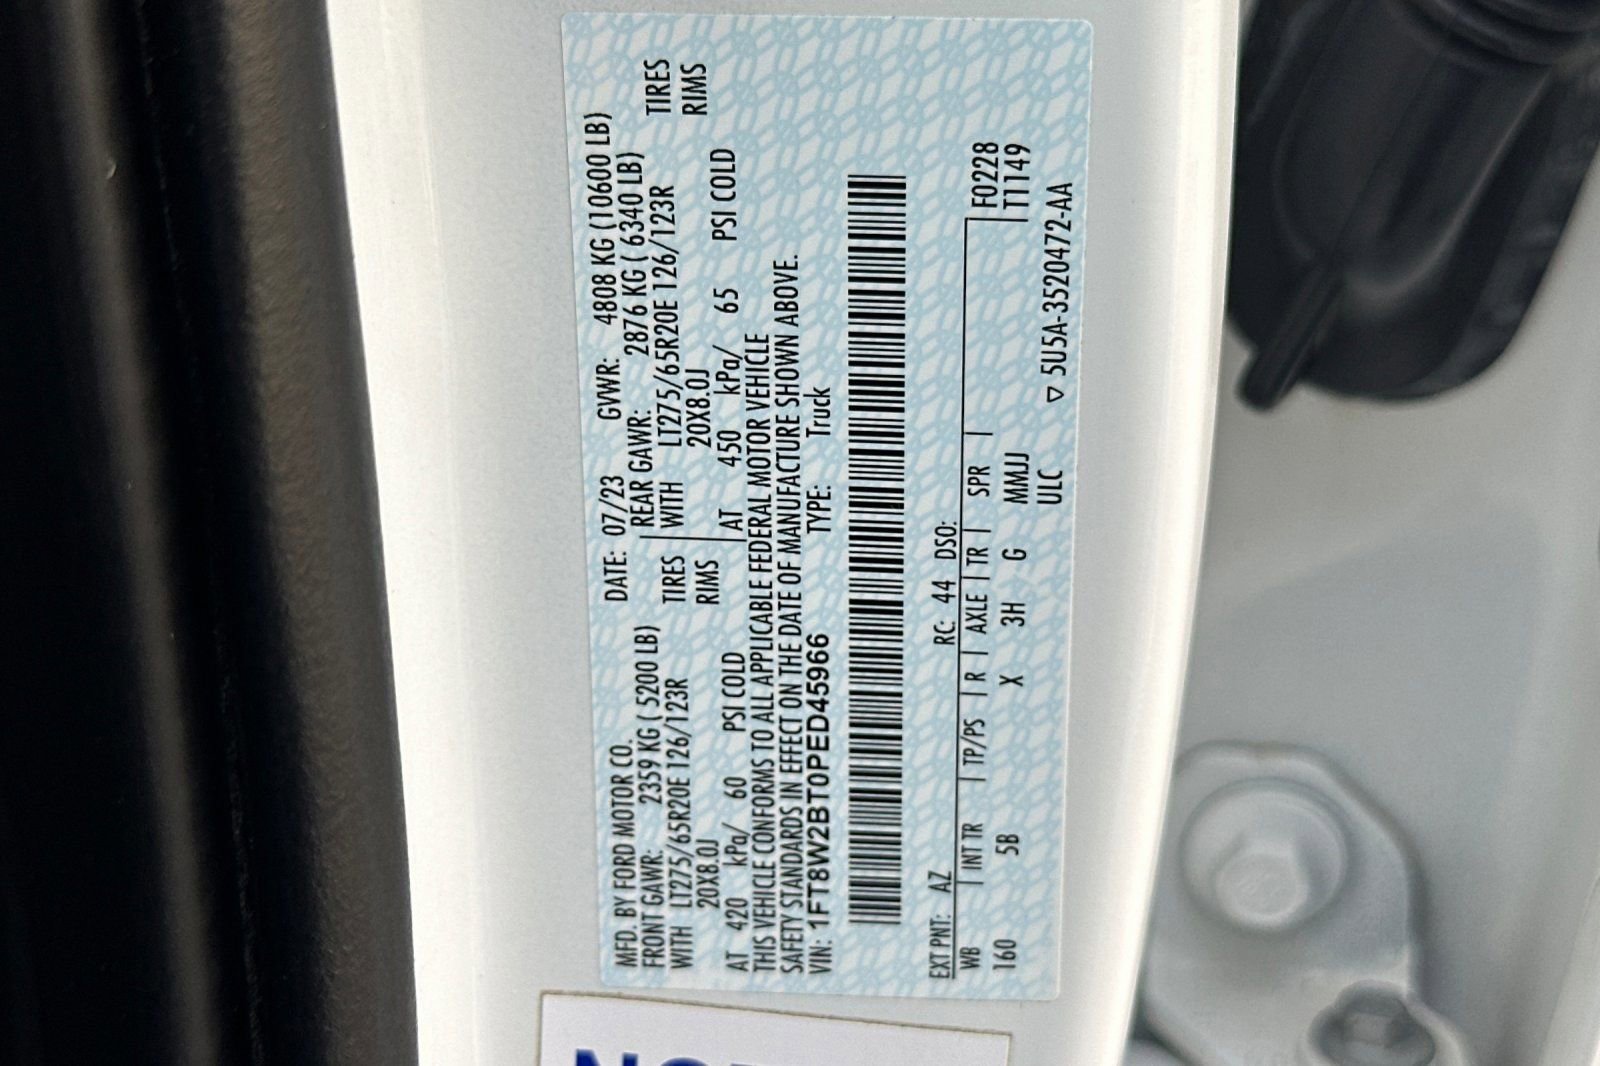 MFD. BY FORD MOTOR CO. DATE: 07/23 GVWR: 4808 KG (10600 LB)
FRONT GAWR: 2359 KG ( 5200 LB) REAR GAWR: 2876 KG ( 6340 LB)
WITH LT275/65R20E 126/123R TIRES WITH LT275/65R20E 126/123R TIRES
20X8.0J RIMS 20X8.0J RIMS
AT 420 kPa/ 60 PSI COLD AT 450 kPa/ 65 PSI COLD
THIS VEHICLE CONFORMS TO ALL APPLICABLE FEDERAL MOTOR VEHICLE
SAFETY STANDARDS IN EFFECT ON THE DATE OF MANUFACTURE SHOWN ABOVE.
VIN: 1FT8W2BT0PED45966 TYPE: Truck
EXT PNT: AZ RC: 44 DSO:
WB INT TR TP/PS R AXLE TR SPR F0228
160 5B X 3H G MMJJ T1149
ULC ▽ 5U5A-3520472-AA